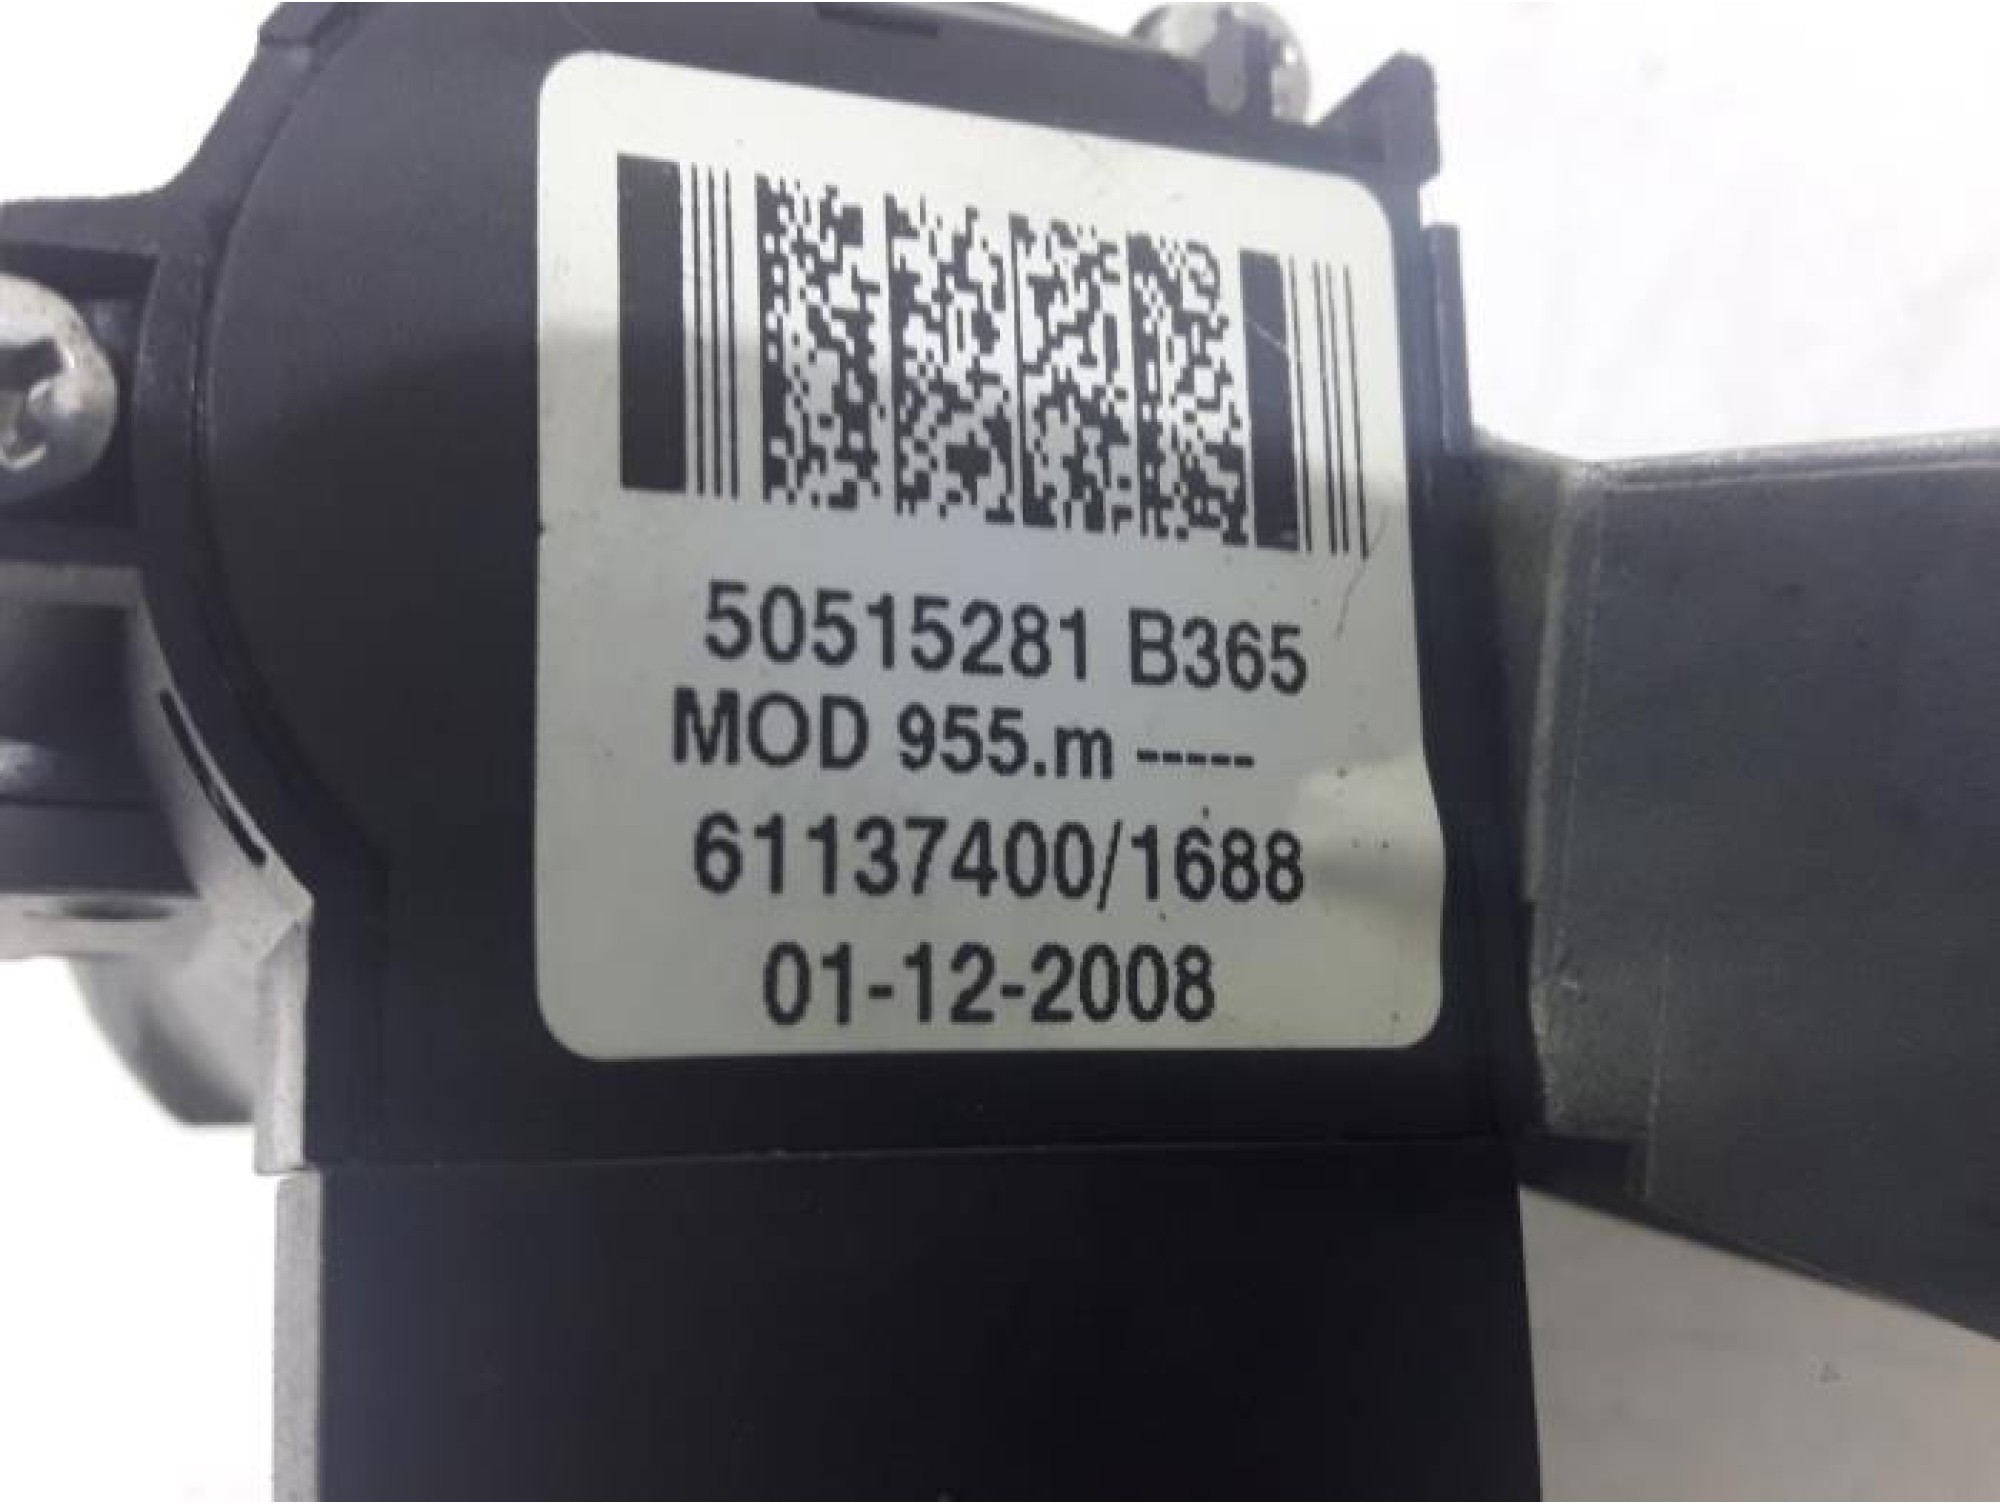 50515281 B365
MOD 955.m -----
61137400/1688
01-12-2008